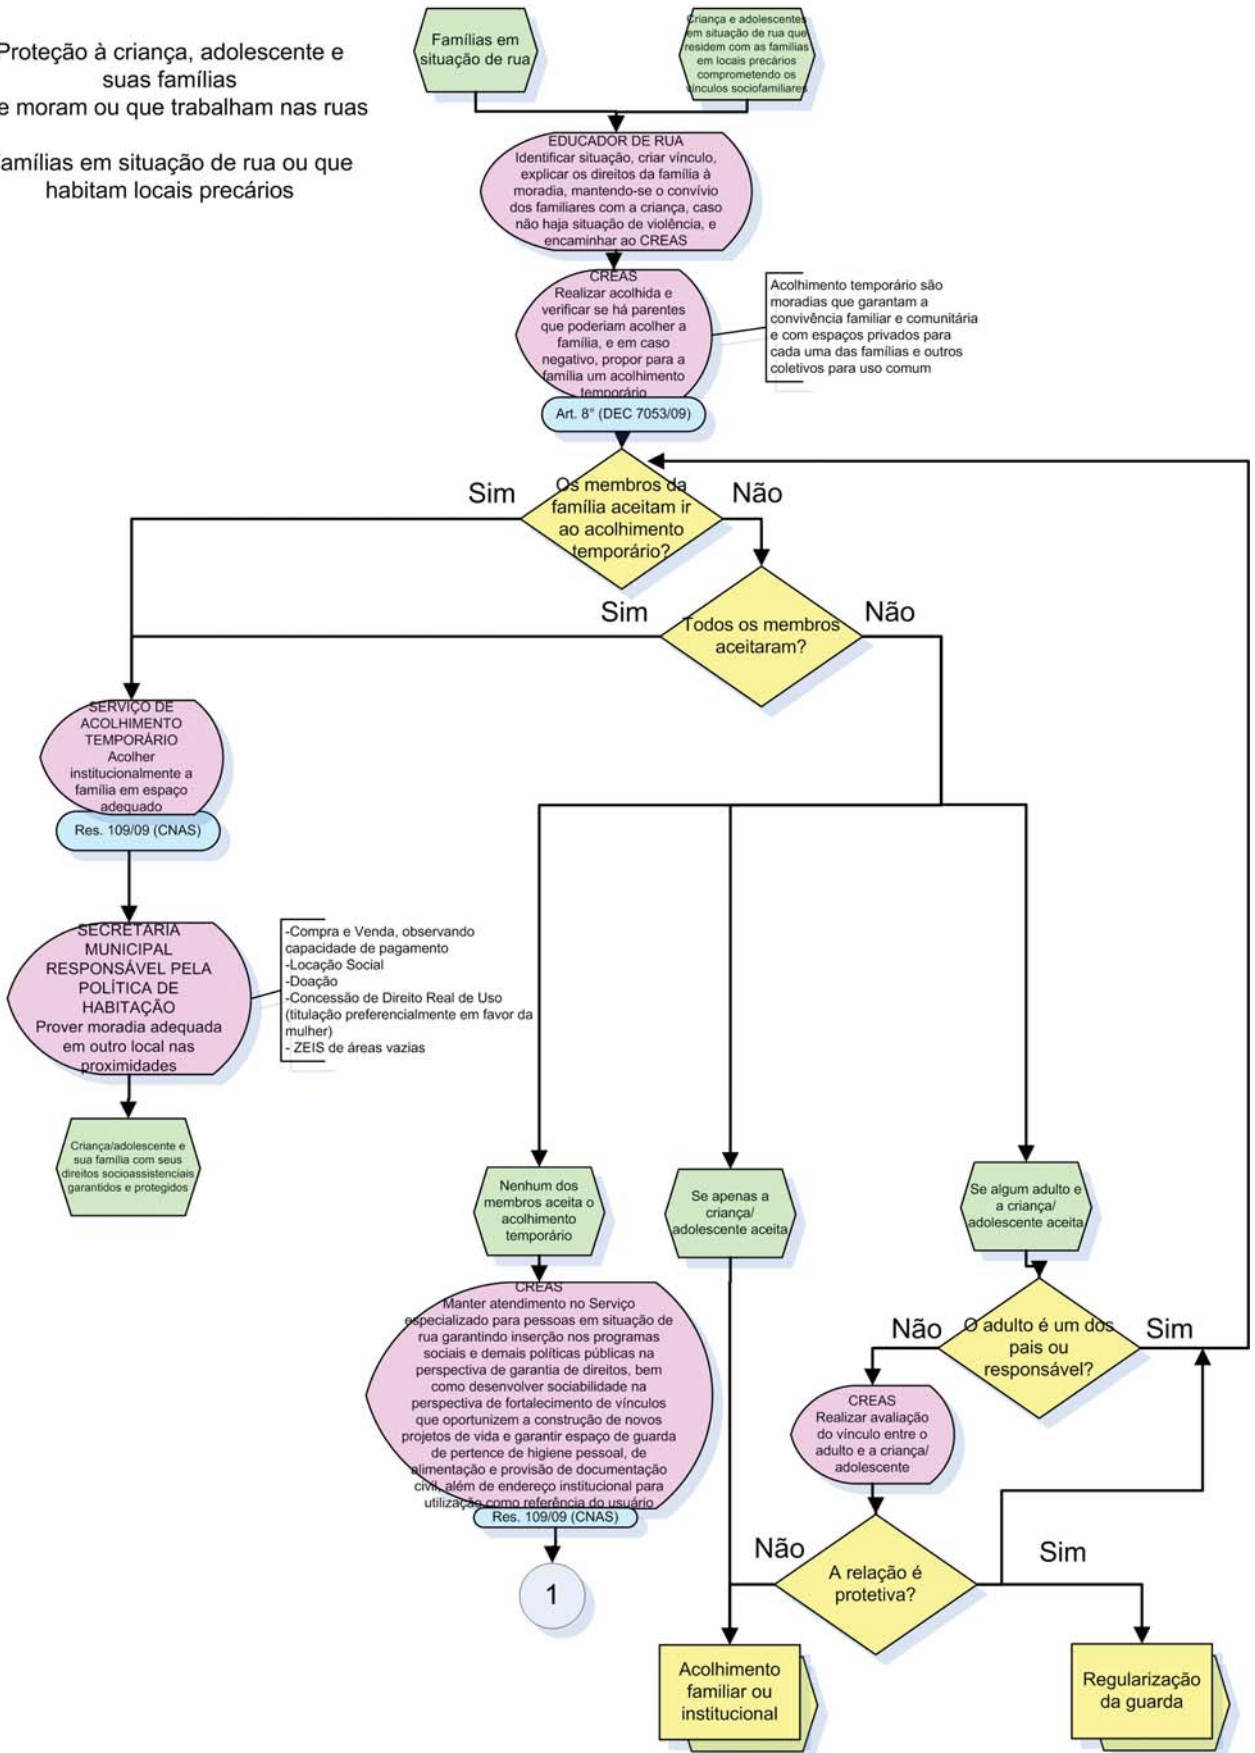 Proteção à criança, adolescente e
suas famílias
e moram ou que trabalham nas ruas
amílias em situação de rua ou que
habitam locais precários
Famílias em
situação de rua
Criança e adolescentes
em situação de rua que
residem com as famílias
em locais precários
comprometendo os
vínculos sociofamiliares
EDUCADOR DE RUA
Identificar situação, criar vínculo,
explicar os direitos da família à
moradia, mantendo-se o convívio
dos familiares com a criança, caso
não haja situação de violência, e
encaminhar ao CREAS
CREAS
Realizar acolhida e
verificar se há parentes
que poderiam acolher a
família, e em caso
negativo, propor para a
família um acolhimento
temporário
Art. 8° (DEC 7053/09)
Acolhimento temporário são
moradias que garantam a
convivência familiar e comunitária
e com espaços privados para
cada uma das famílias e outros
coletivos para uso comum
Sim
Os membros da
família aceitam ir
ao acolhimento
temporário?
Não
Sim
Todos os membros
aceitaram?
Não
SERVIÇO DE
ACOLHIMENTO
TEMPORÁRIO
Acolher
institucionalmente a
família em espaço
adequado
Res. 109/09 (CNAS)
SECRETARIA
MUNICIPAL
RESPONSÁVEL PELA
POLÍTICA DE
HABITAÇÃO
Prover moradia adequada
em outro local nas
proximidades
-Compra e Venda, observando
capacidade de pagamento
-Locação Social
-Doação
-Concessão de Direito Real de Uso
(titulação preferencialmente em favor da
mulher)
- ZEIS de áreas vazias
Criança/adolescente e
sua família com seus
direitos socioassistenciais
garantidos e protegidos
Nenhum dos
membros aceita o
acolhimento
temporário
Se apenas a
criança/
adolescente aceita
Se algum adulto e
a criança/
adolescente aceita
CREAS
Manter atendimento no Serviço
especializado para pessoas em situação de
rua garantindo inserção nos programas
sociais e demais políticas públicas na
perspectiva de garantia de direitos, bem
como desenvolver sociabilidade na
perspectiva de fortalecimento de vínculos
que oportunizem a construção de novos
projetos de vida e garantir espaço de guarda
de pertence de higiene pessoal, de
alimentação e provisão de documentação
civil, além de endereço institucional para
utilização como referência do usuário
Res. 109/09 (CNAS)
1
Não
O adulto é um dos
pais ou
responsável?
Sim
CREAS
Realizar avaliação
do vínculo entre o
adulto e a criança/
adolescente
Não
A relação é
protetiva?
Sim
Acolhimento
familiar ou
institucional
Regularização
da guarda